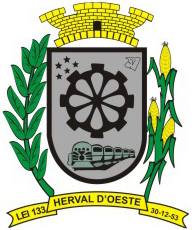 LEI 133
HERVAL D'OESTE
30-12-53